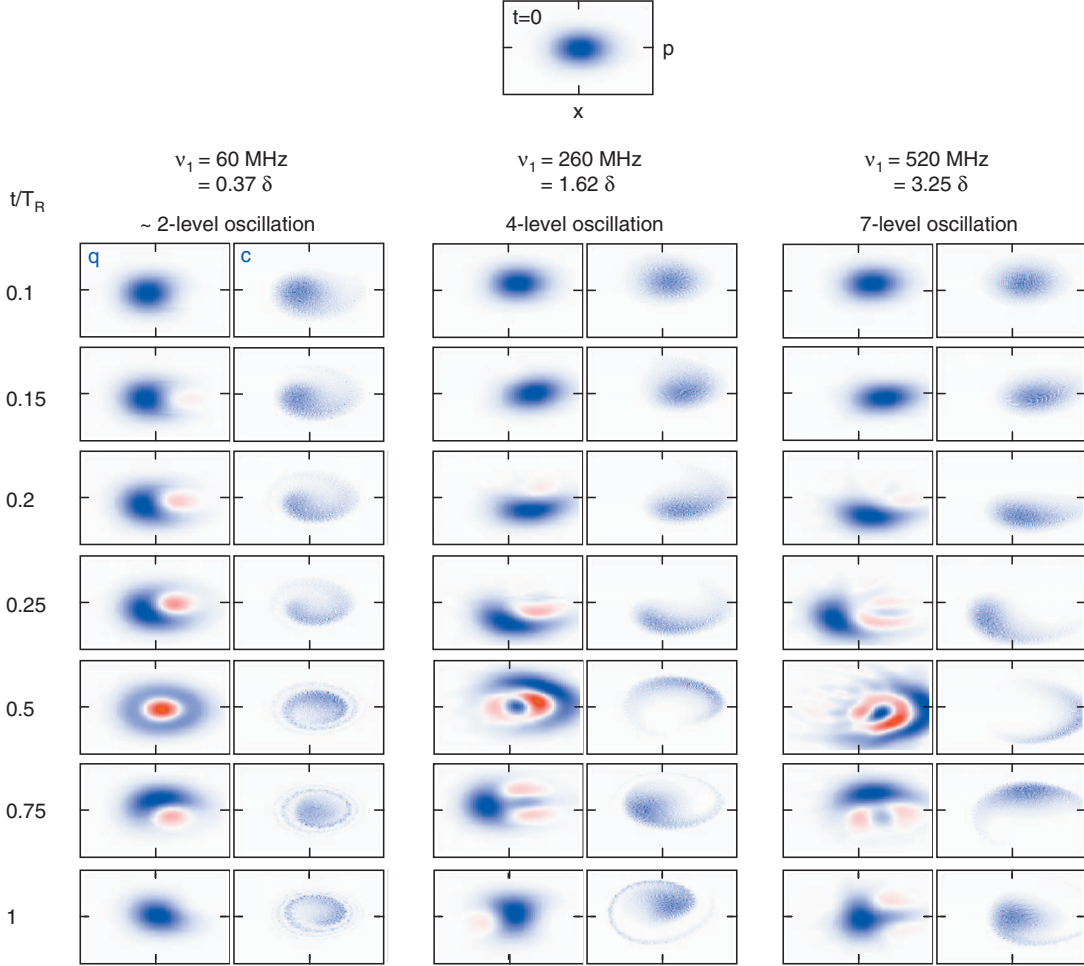 t=0
p
x
ν₁ = 60 MHz
= 0.37 δ
ν₁ = 260 MHz
= 1.62 δ
ν₁ = 520 MHz
= 3.25 δ
t/T_R
~ 2-level oscillation
4-level oscillation
7-level oscillation
q
c
0.1
0.15
0.2
0.25
0.5
0.75
1